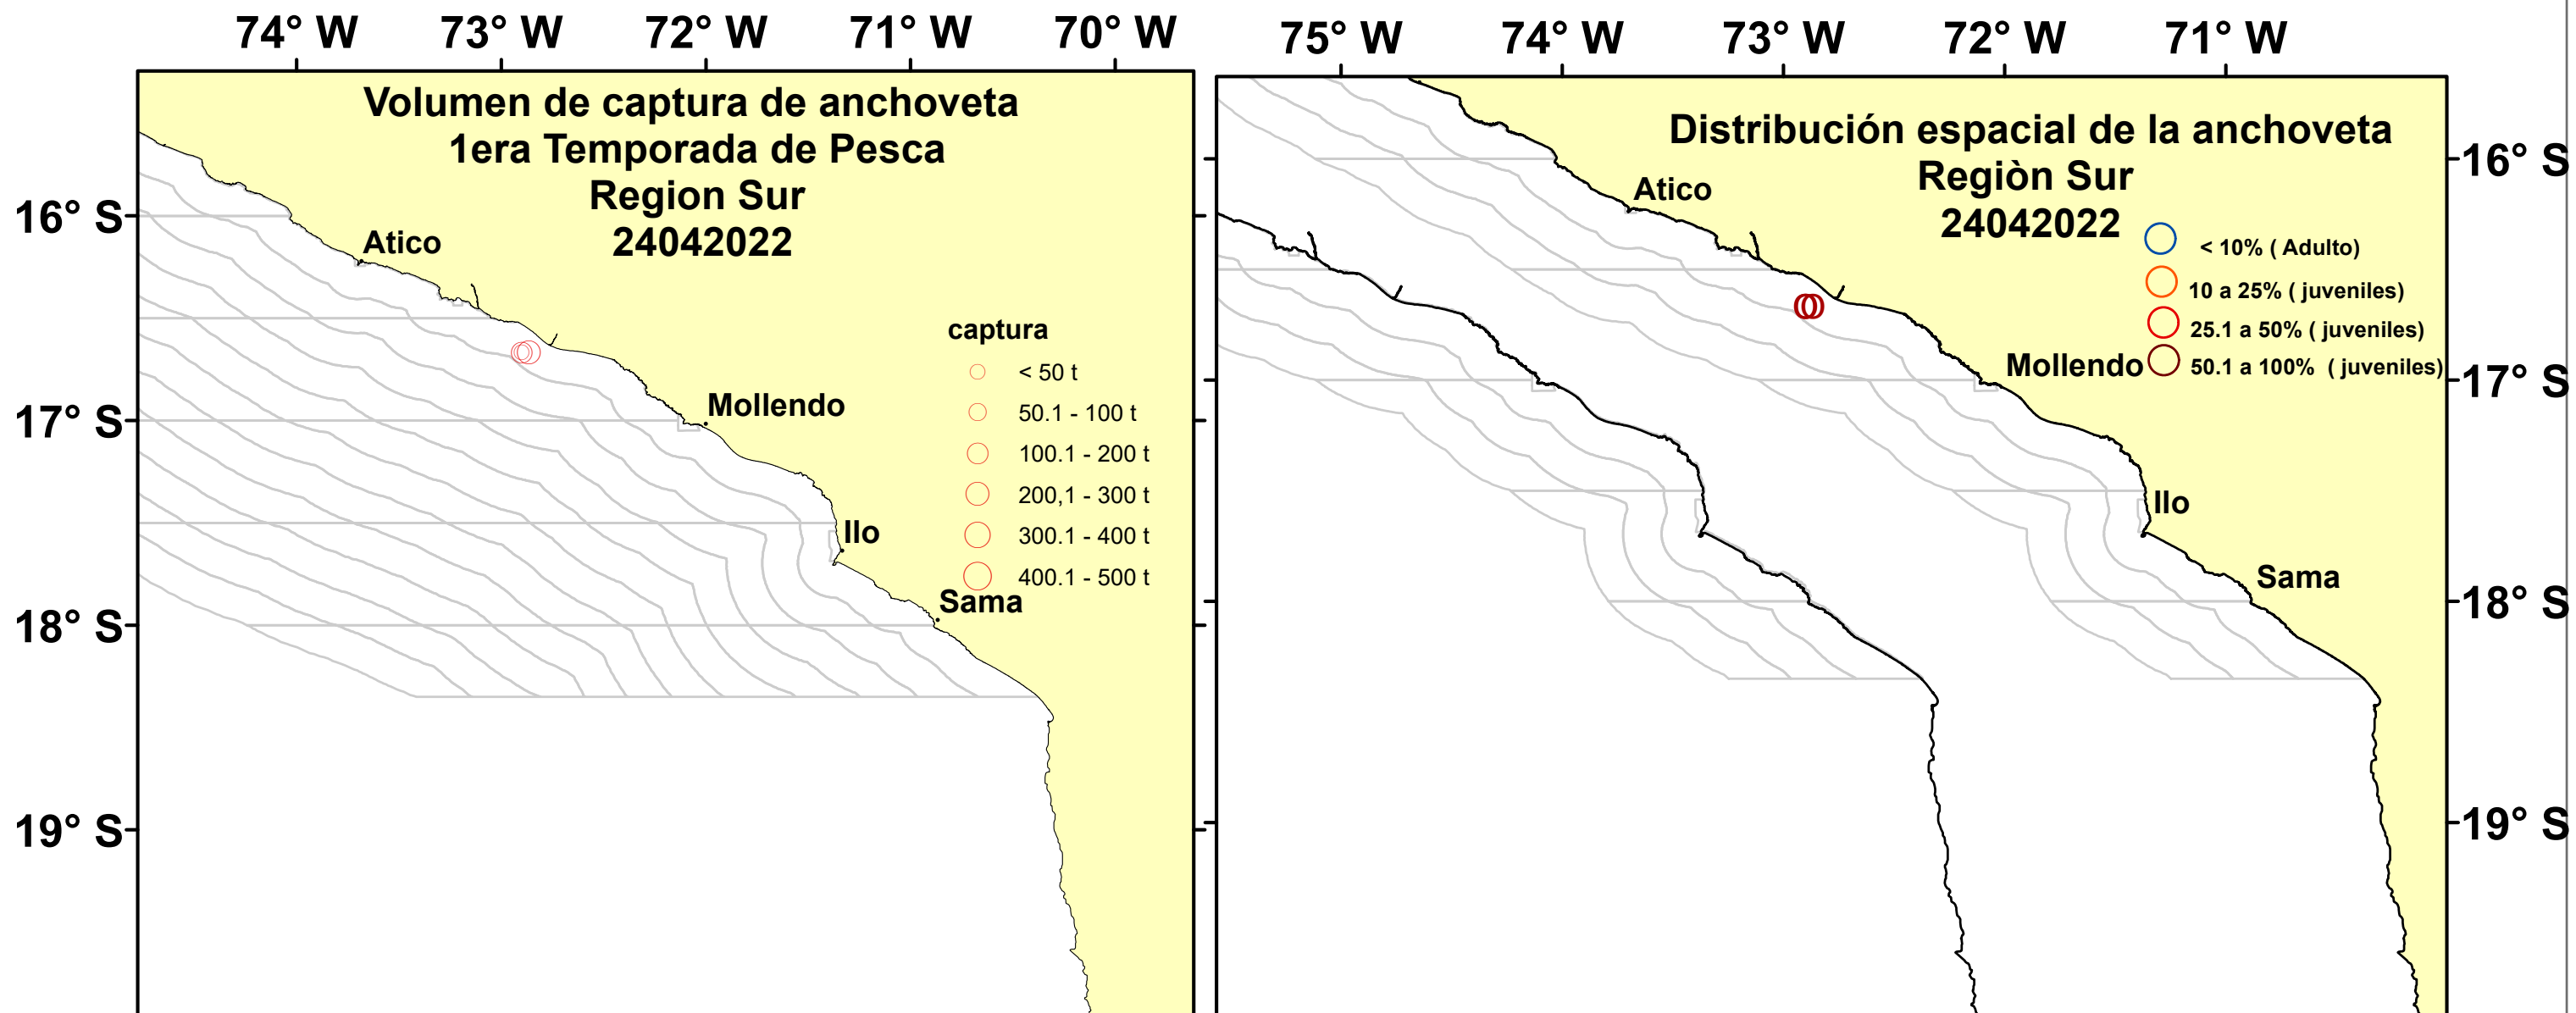 74° W 73° W 72° W 71° W 70° W
Volumen de captura de anchoveta
1era Temporada de Pesca
Region Sur
24042022
16° S
Atico
captura
< 50 t
50.1 - 100 t
100.1 - 200 t
200,1 - 300 t
300.1 - 400 t
400.1 - 500 t
Mollendo
17° S
Ilo
Sama
18° S
19° S
75° W 74° W 73° W 72° W 71° W
Distribución espacial de la anchoveta
Regiòn Sur
24042022
16° S
Atico
< 10% ( Adulto)
10 a 25% ( juveniles)
25.1 a 50% ( juveniles)
50.1 a 100% ( juveniles)
Mollendo
17° S
Ilo
Sama
18° S
19° S